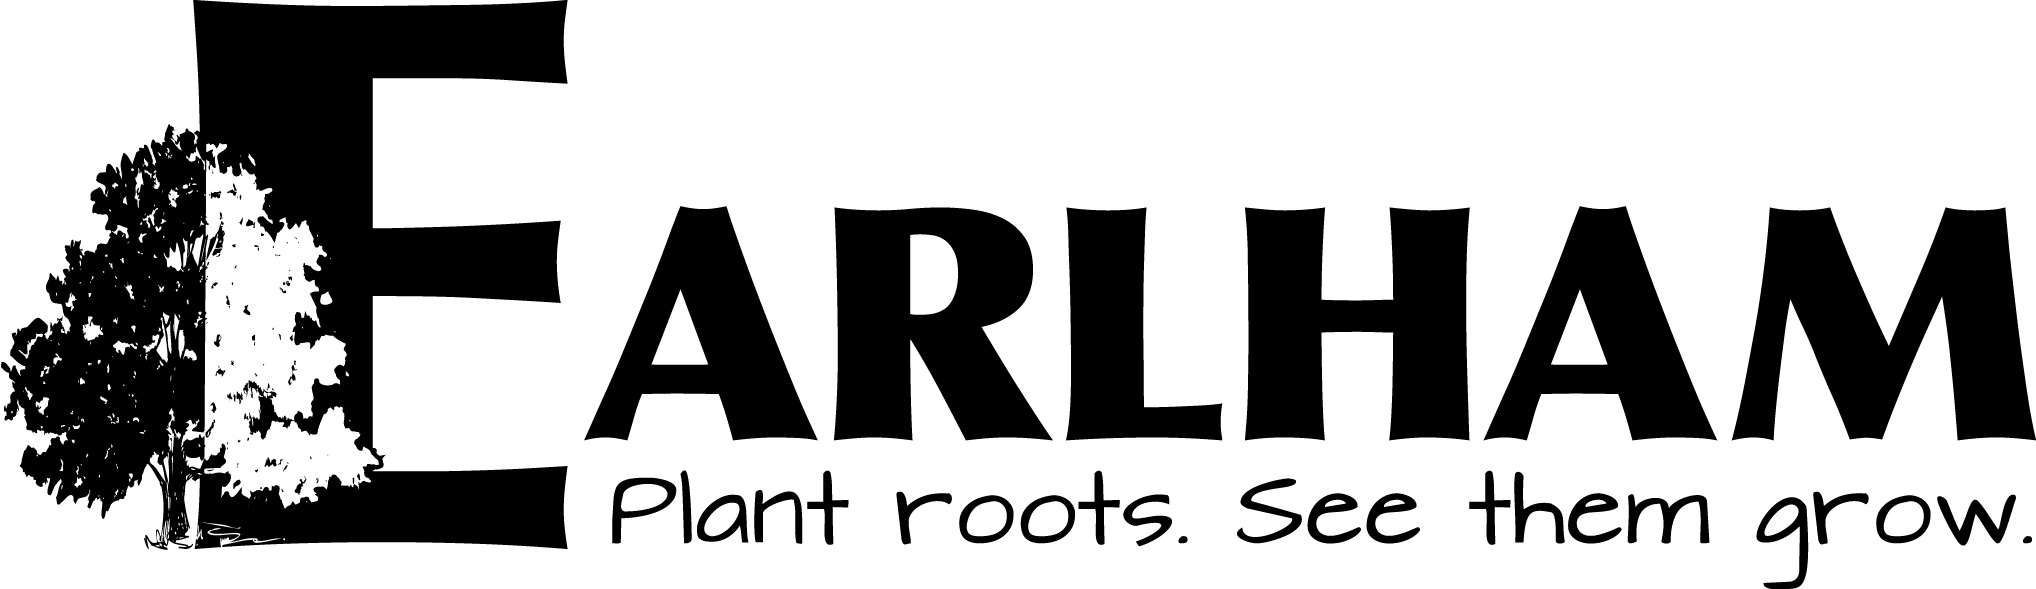 EARLHAM
Plant roots. See them grow.